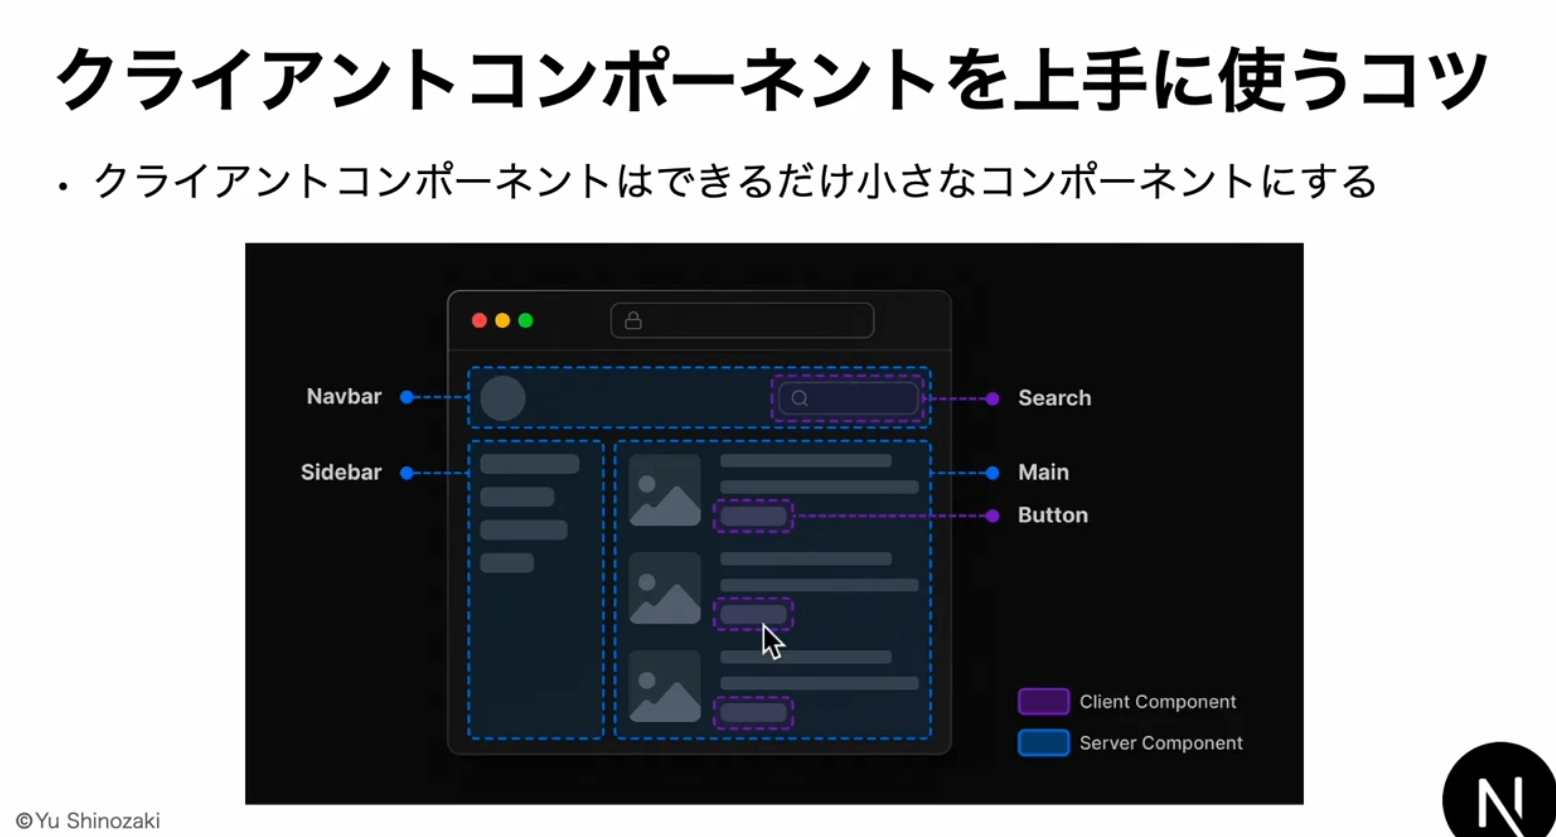 クライアントコンポーネントを上手に使うコツ
・クライアントコンポーネントはできるだけ小さなコンポーネントにする
Navbar
Search
Sidebar
Main
Button
Client Component
Server Component
©Yu Shinozaki
N